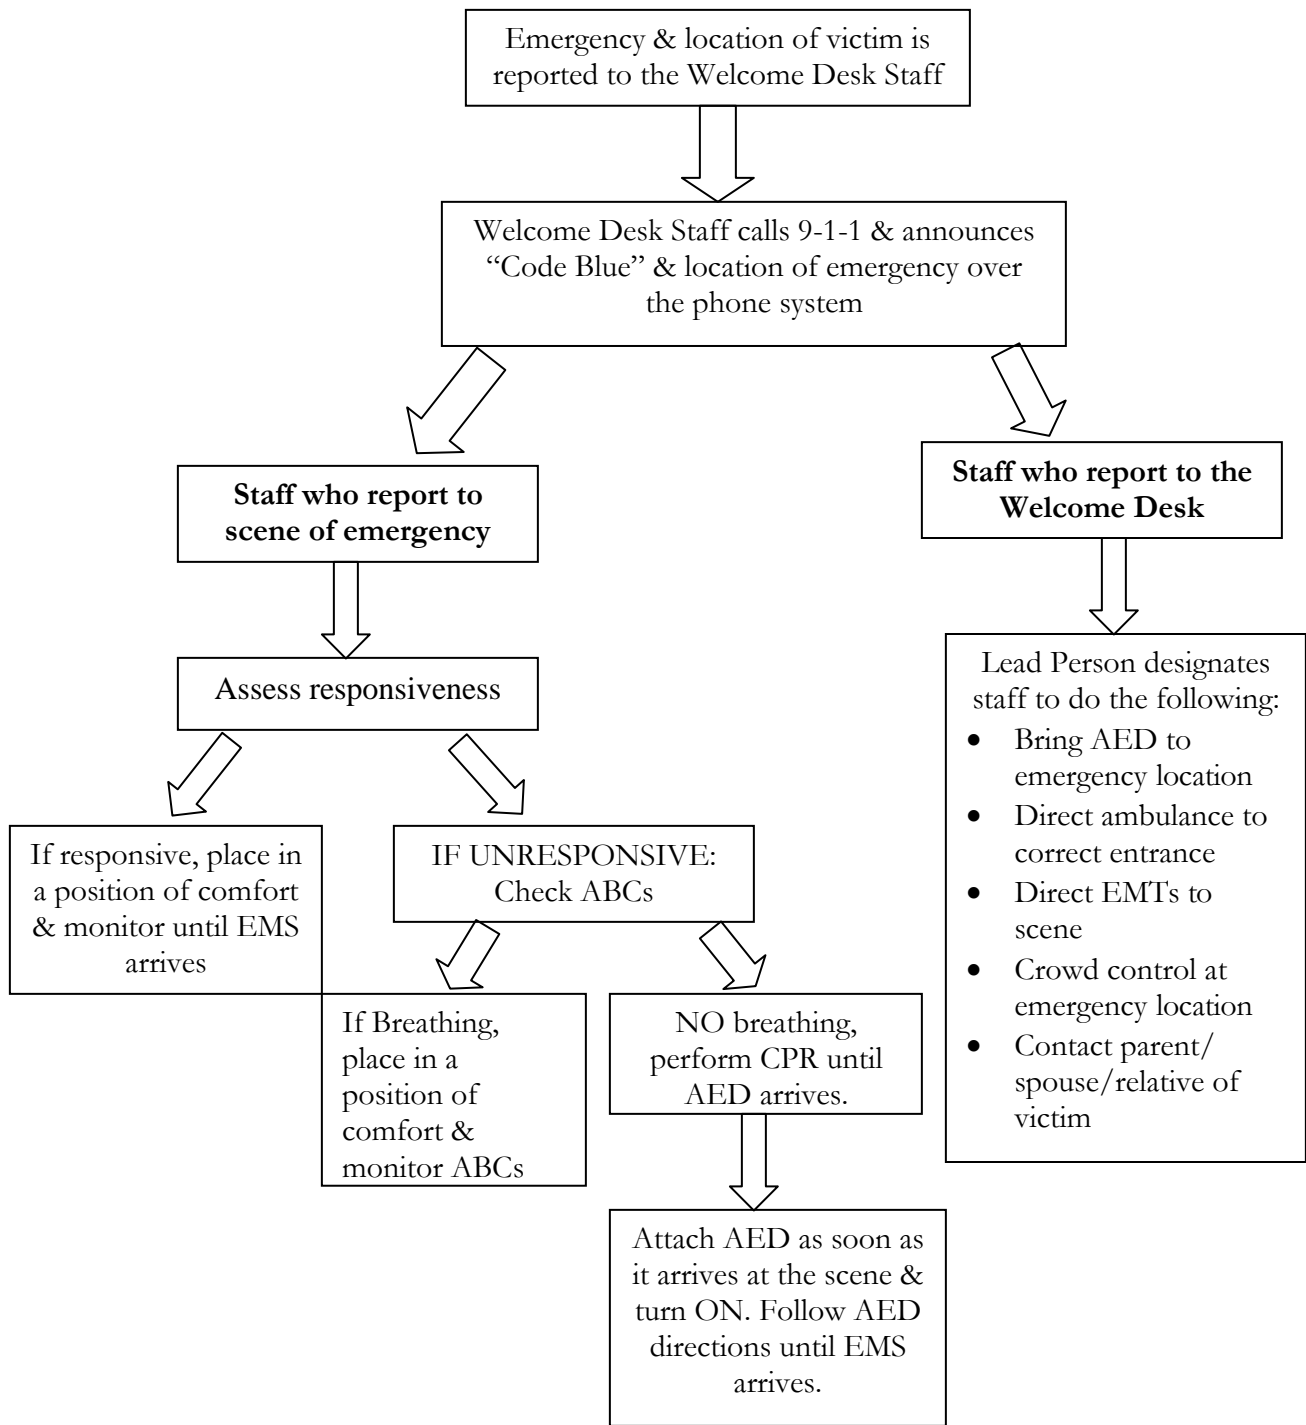 Emergency & location of victim is
reported to the Welcome Desk Staff
Welcome Desk Staff calls 9-1-1 & announces
“Code Blue” & location of emergency over
the phone system
Staff who report to
scene of emergency
Assess responsiveness
If responsive, place in
a position of comfort
& monitor until EMS
arrives
IF UNRESPONSIVE:
Check ABCs
If Breathing,
place in a
position of
comfort &
monitor ABCs
NO breathing,
perform CPR until
AED arrives.
Attach AED as soon as
it arrives at the scene &
turn ON. Follow AED
directions until EMS
arrives.
Staff who report to the
Welcome Desk
Lead Person designates
staff to do the following:
• Bring AED to
emergency location
• Direct ambulance to
correct entrance
• Direct EMTs to
scene
• Crowd control at
emergency location
• Contact parent/
spouse/relative of
victim